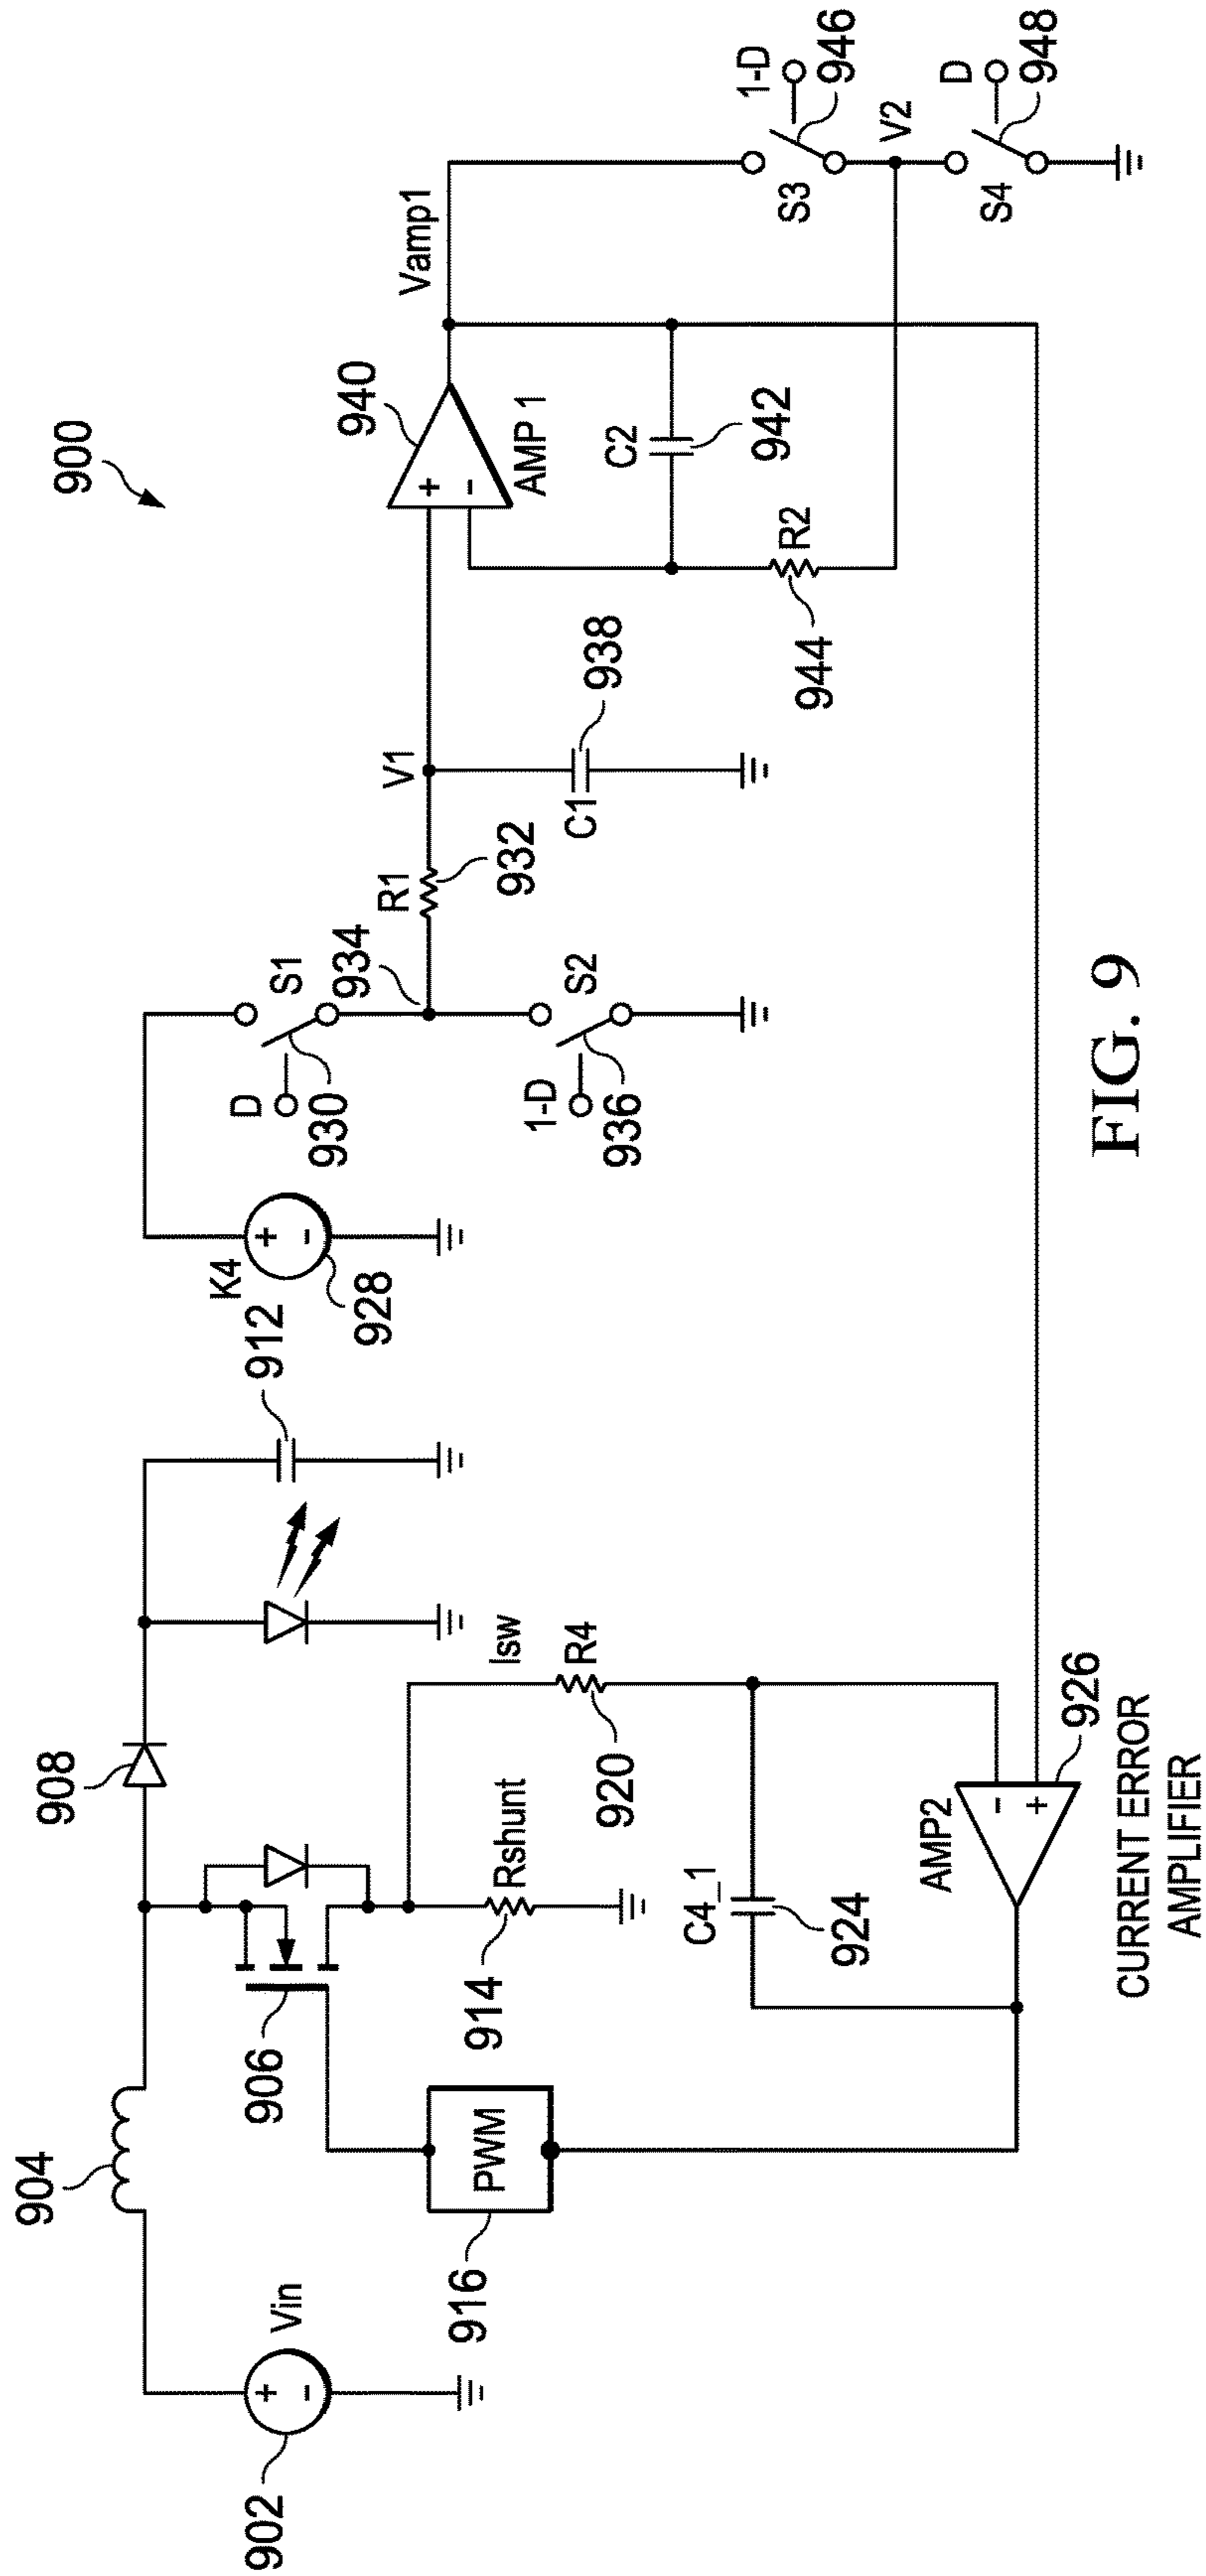 900
904
908
912
K4
928
902
Vin
906
916
PWM
914
Rshunt
Isw
R4
920
C4_1
924
AMP2
-
+
926
CURRENT ERROR
AMPLIFIER
+
-
+
-
D
930
S1
934
1-D
936
S2
R1
932
V1
C1
938
940
+
-
AMP 1
Vamp1
C2
942
R2
944
1-D
946
S3
V2
D
948
S4
FIG. 9